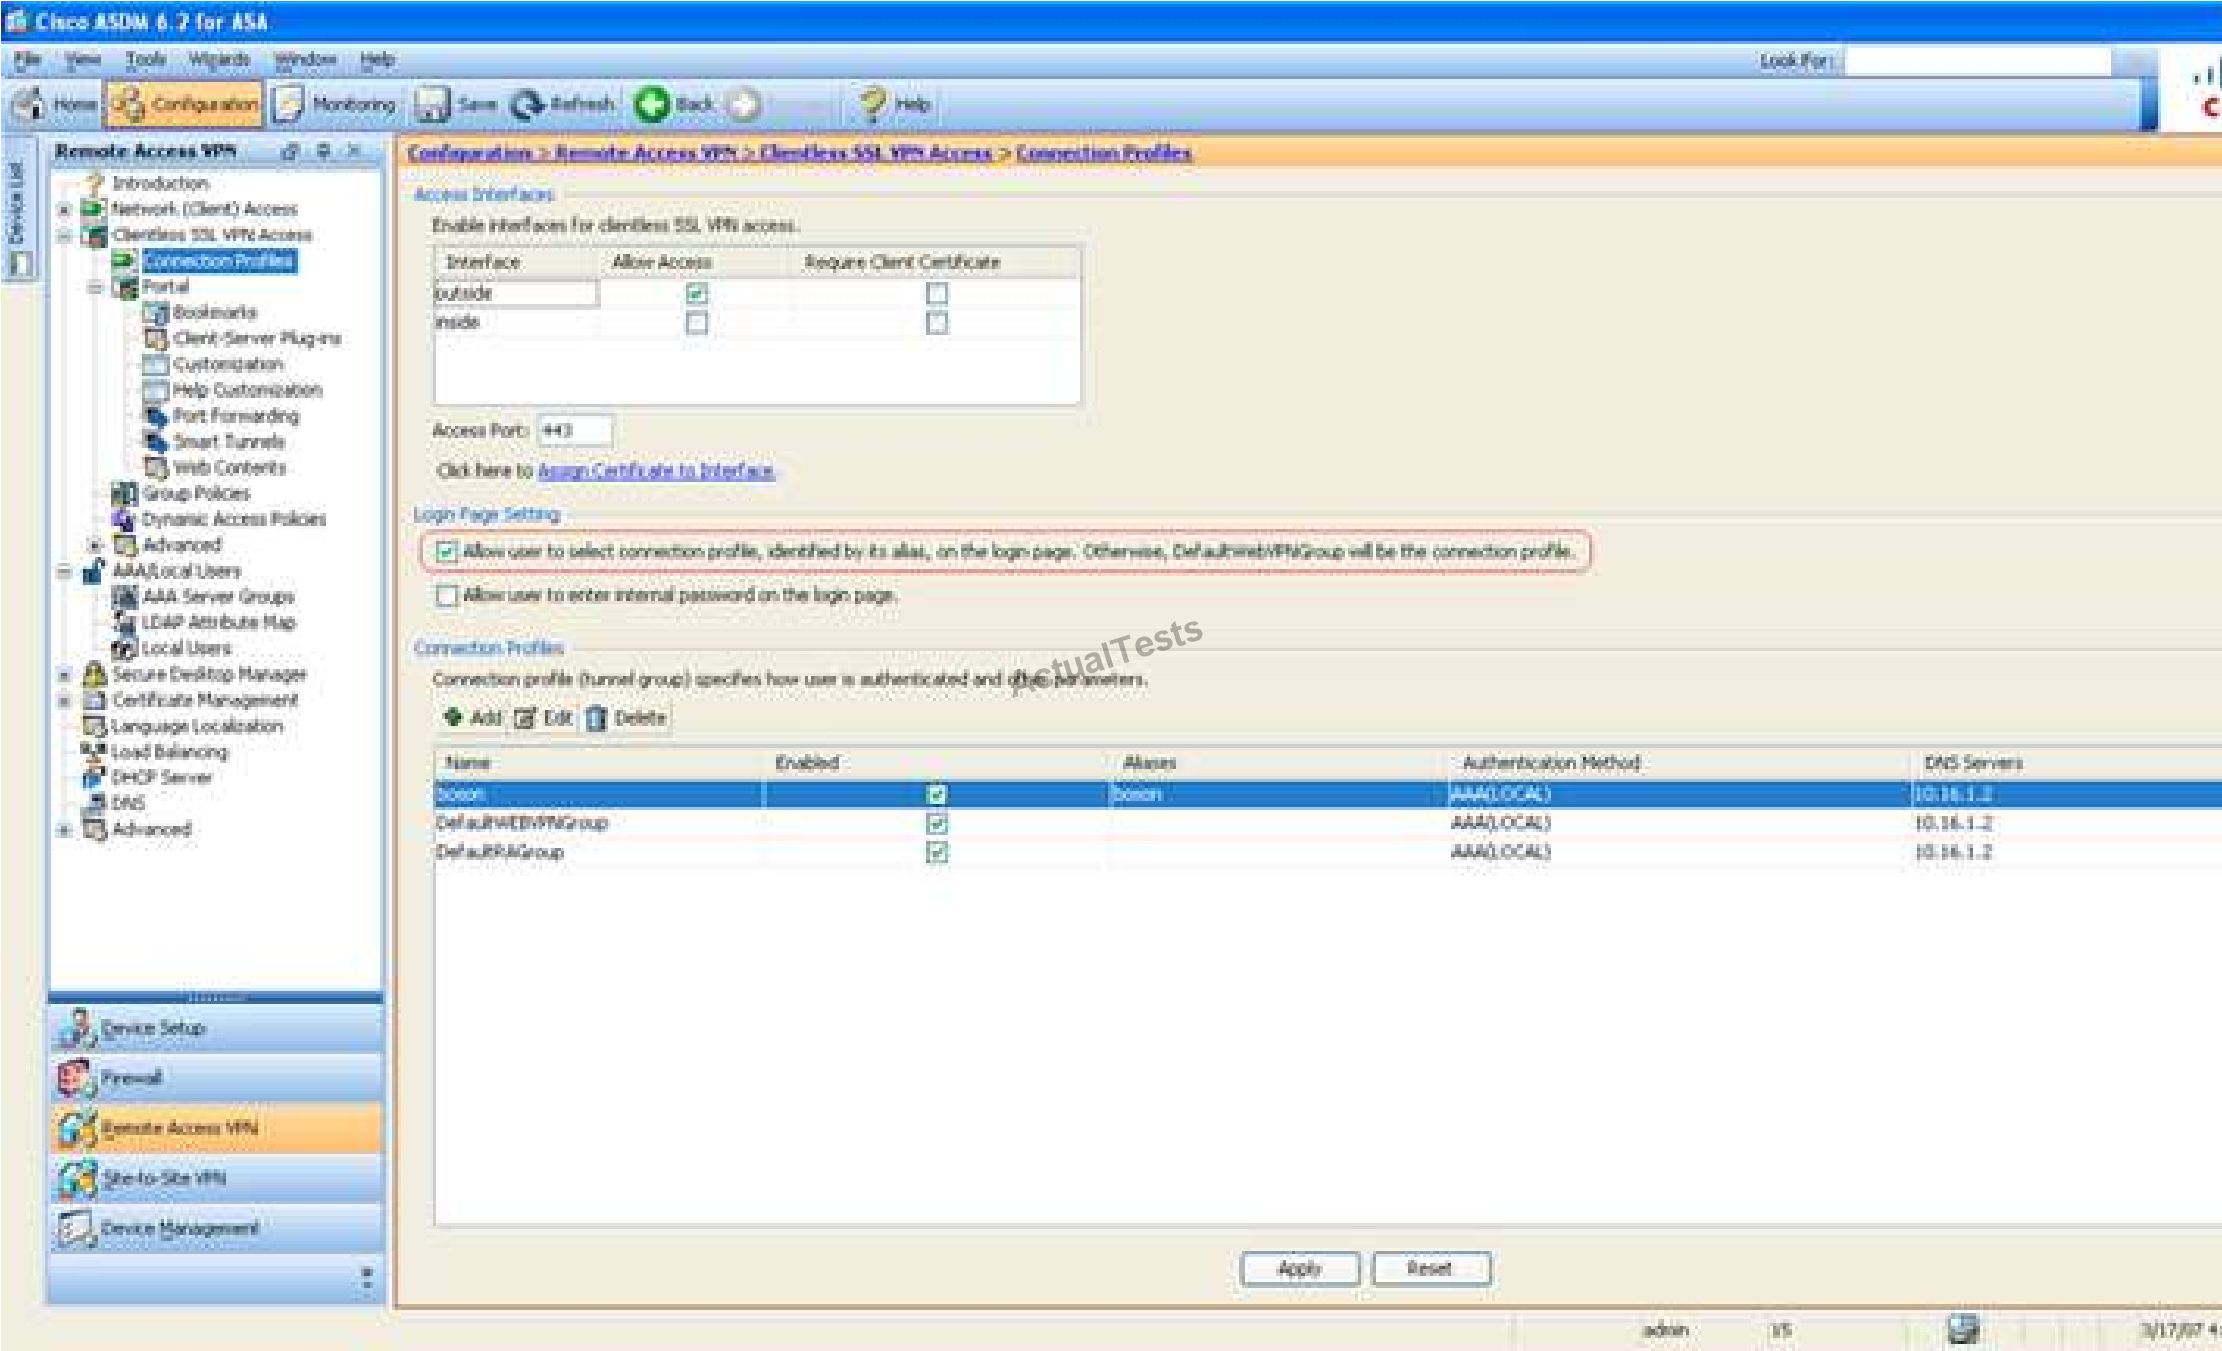 Cisco ASDM 6.2 for ASA
File View Tools Wizards Window Help
Look For:
Home Configuration Monitoring Save Refresh Back Help
Device List
Remote Access VPN
Introduction
Network (Client) Access
Clientless SSL VPN Access
Connection Profiles
Portal
Bookmarks
Client-Server Plug-ins
Customization
Help Customization
Port Forwarding
Smart Tunnels
Web Contents
Group Policies
Dynamic Access Policies
Advanced
AAA/Local Users
AAA Server Groups
LDAP Attribute Map
Local Users
Secure Desktop Manager
Certificate Management
Language Localization
Load Balancing
DHCP Server
DNS
Advanced
Device Setup
Firewall
Remote Access VPN
Site-to-Site VPN
Device Management
Configuration > Remote Access VPN > Clientless SSL VPN Access > Connection Profiles
Access Interfaces
Enable interfaces for clientless SSL VPN access.
Interface Allow Access Require Client Certificate
outside
inside
Access Port: 443
Click here to Assign Certificate to Interface.
Login Page Setting
Allow user to select connection profile, identified by its alias, on the login page. Otherwise, DefaultWebVPNGroup will be the connection profile.
Allow user to enter internal password on the login page.
ActualTests
Connection Profiles
Connection profile (tunnel group) specifies how user is authenticated and other parameters.
Add Edit Delete
Name Enabled Aliases Authentication Method DNS Servers
boson boson AAA(LOCAL) 10.16.1.2
DefaultWEBVPNGroup AAA(LOCAL) 10.16.1.2
DefaultRAGroup AAA(LOCAL) 10.16.1.2
Apply Reset
admin 15 3/17/07